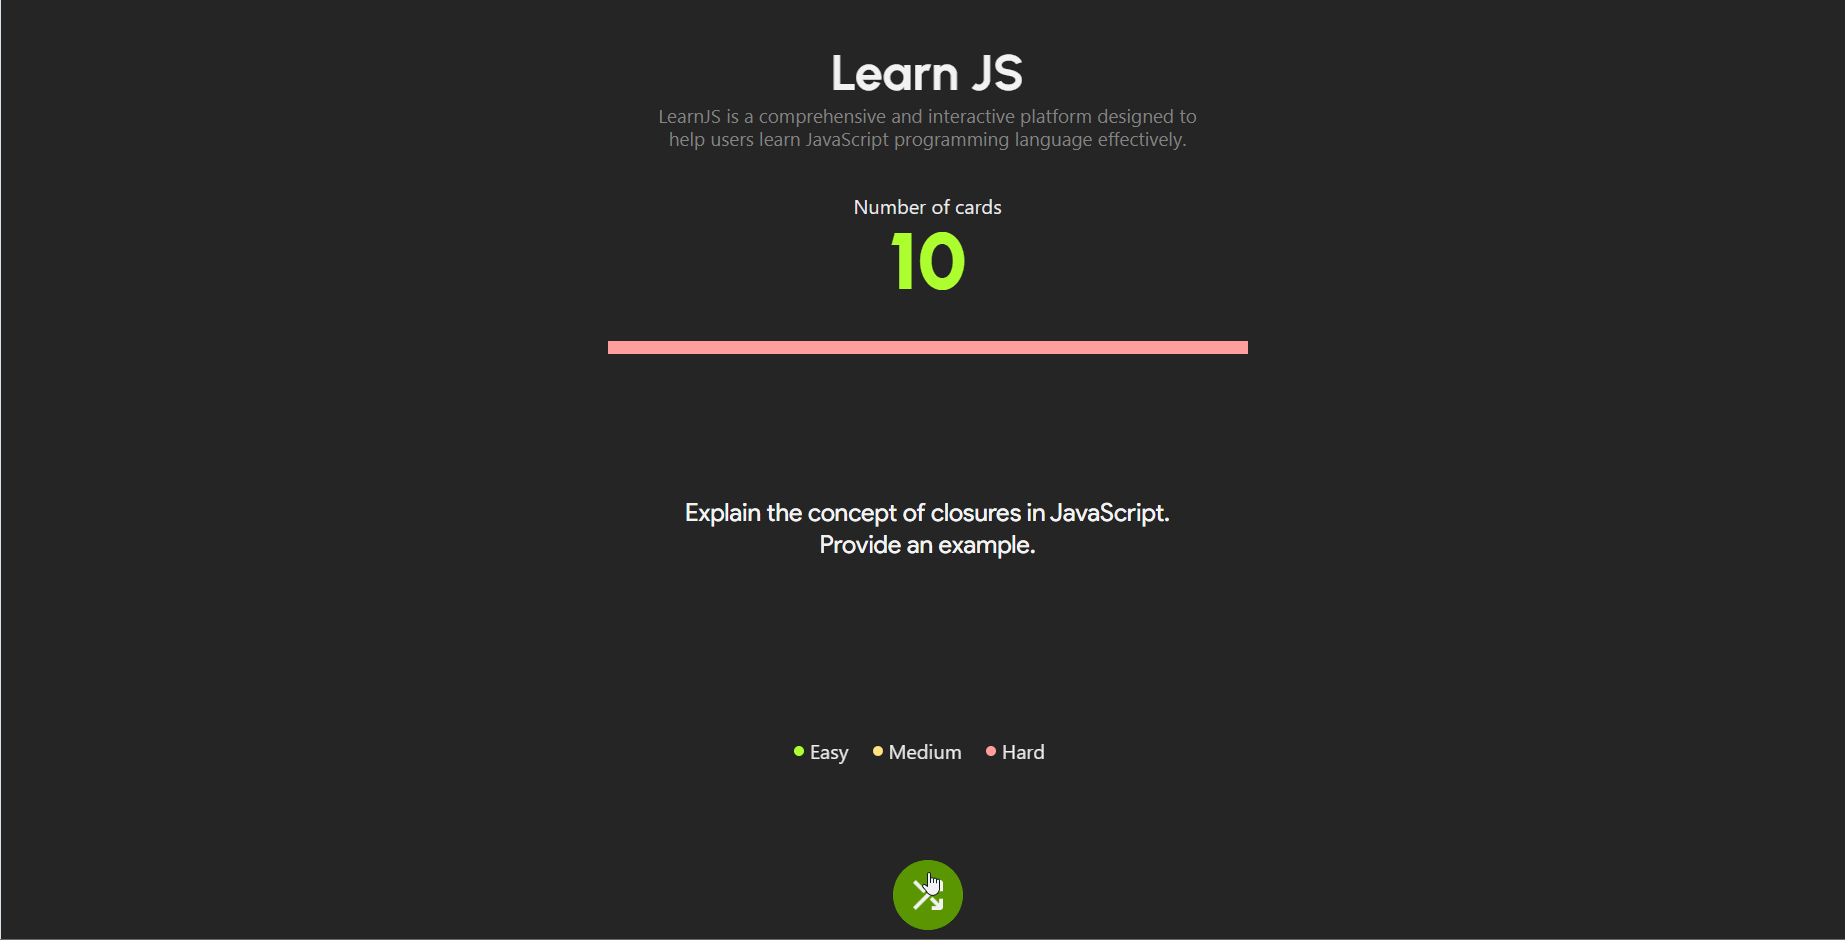 Learn JS
LearnJS is a comprehensive and interactive platform designed to
help users learn JavaScript programming language effectively.
Number of cards
10
Explain the concept of closures in JavaScript.
Provide an example.
Easy Medium Hard